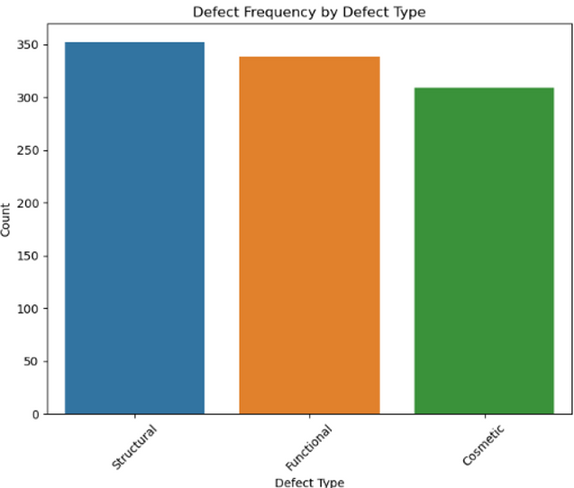 Defect Frequency by Defect Type
350
300
250
200
150
100
50
0
Count
Structural
Functional
Cosmetic
Defect Type